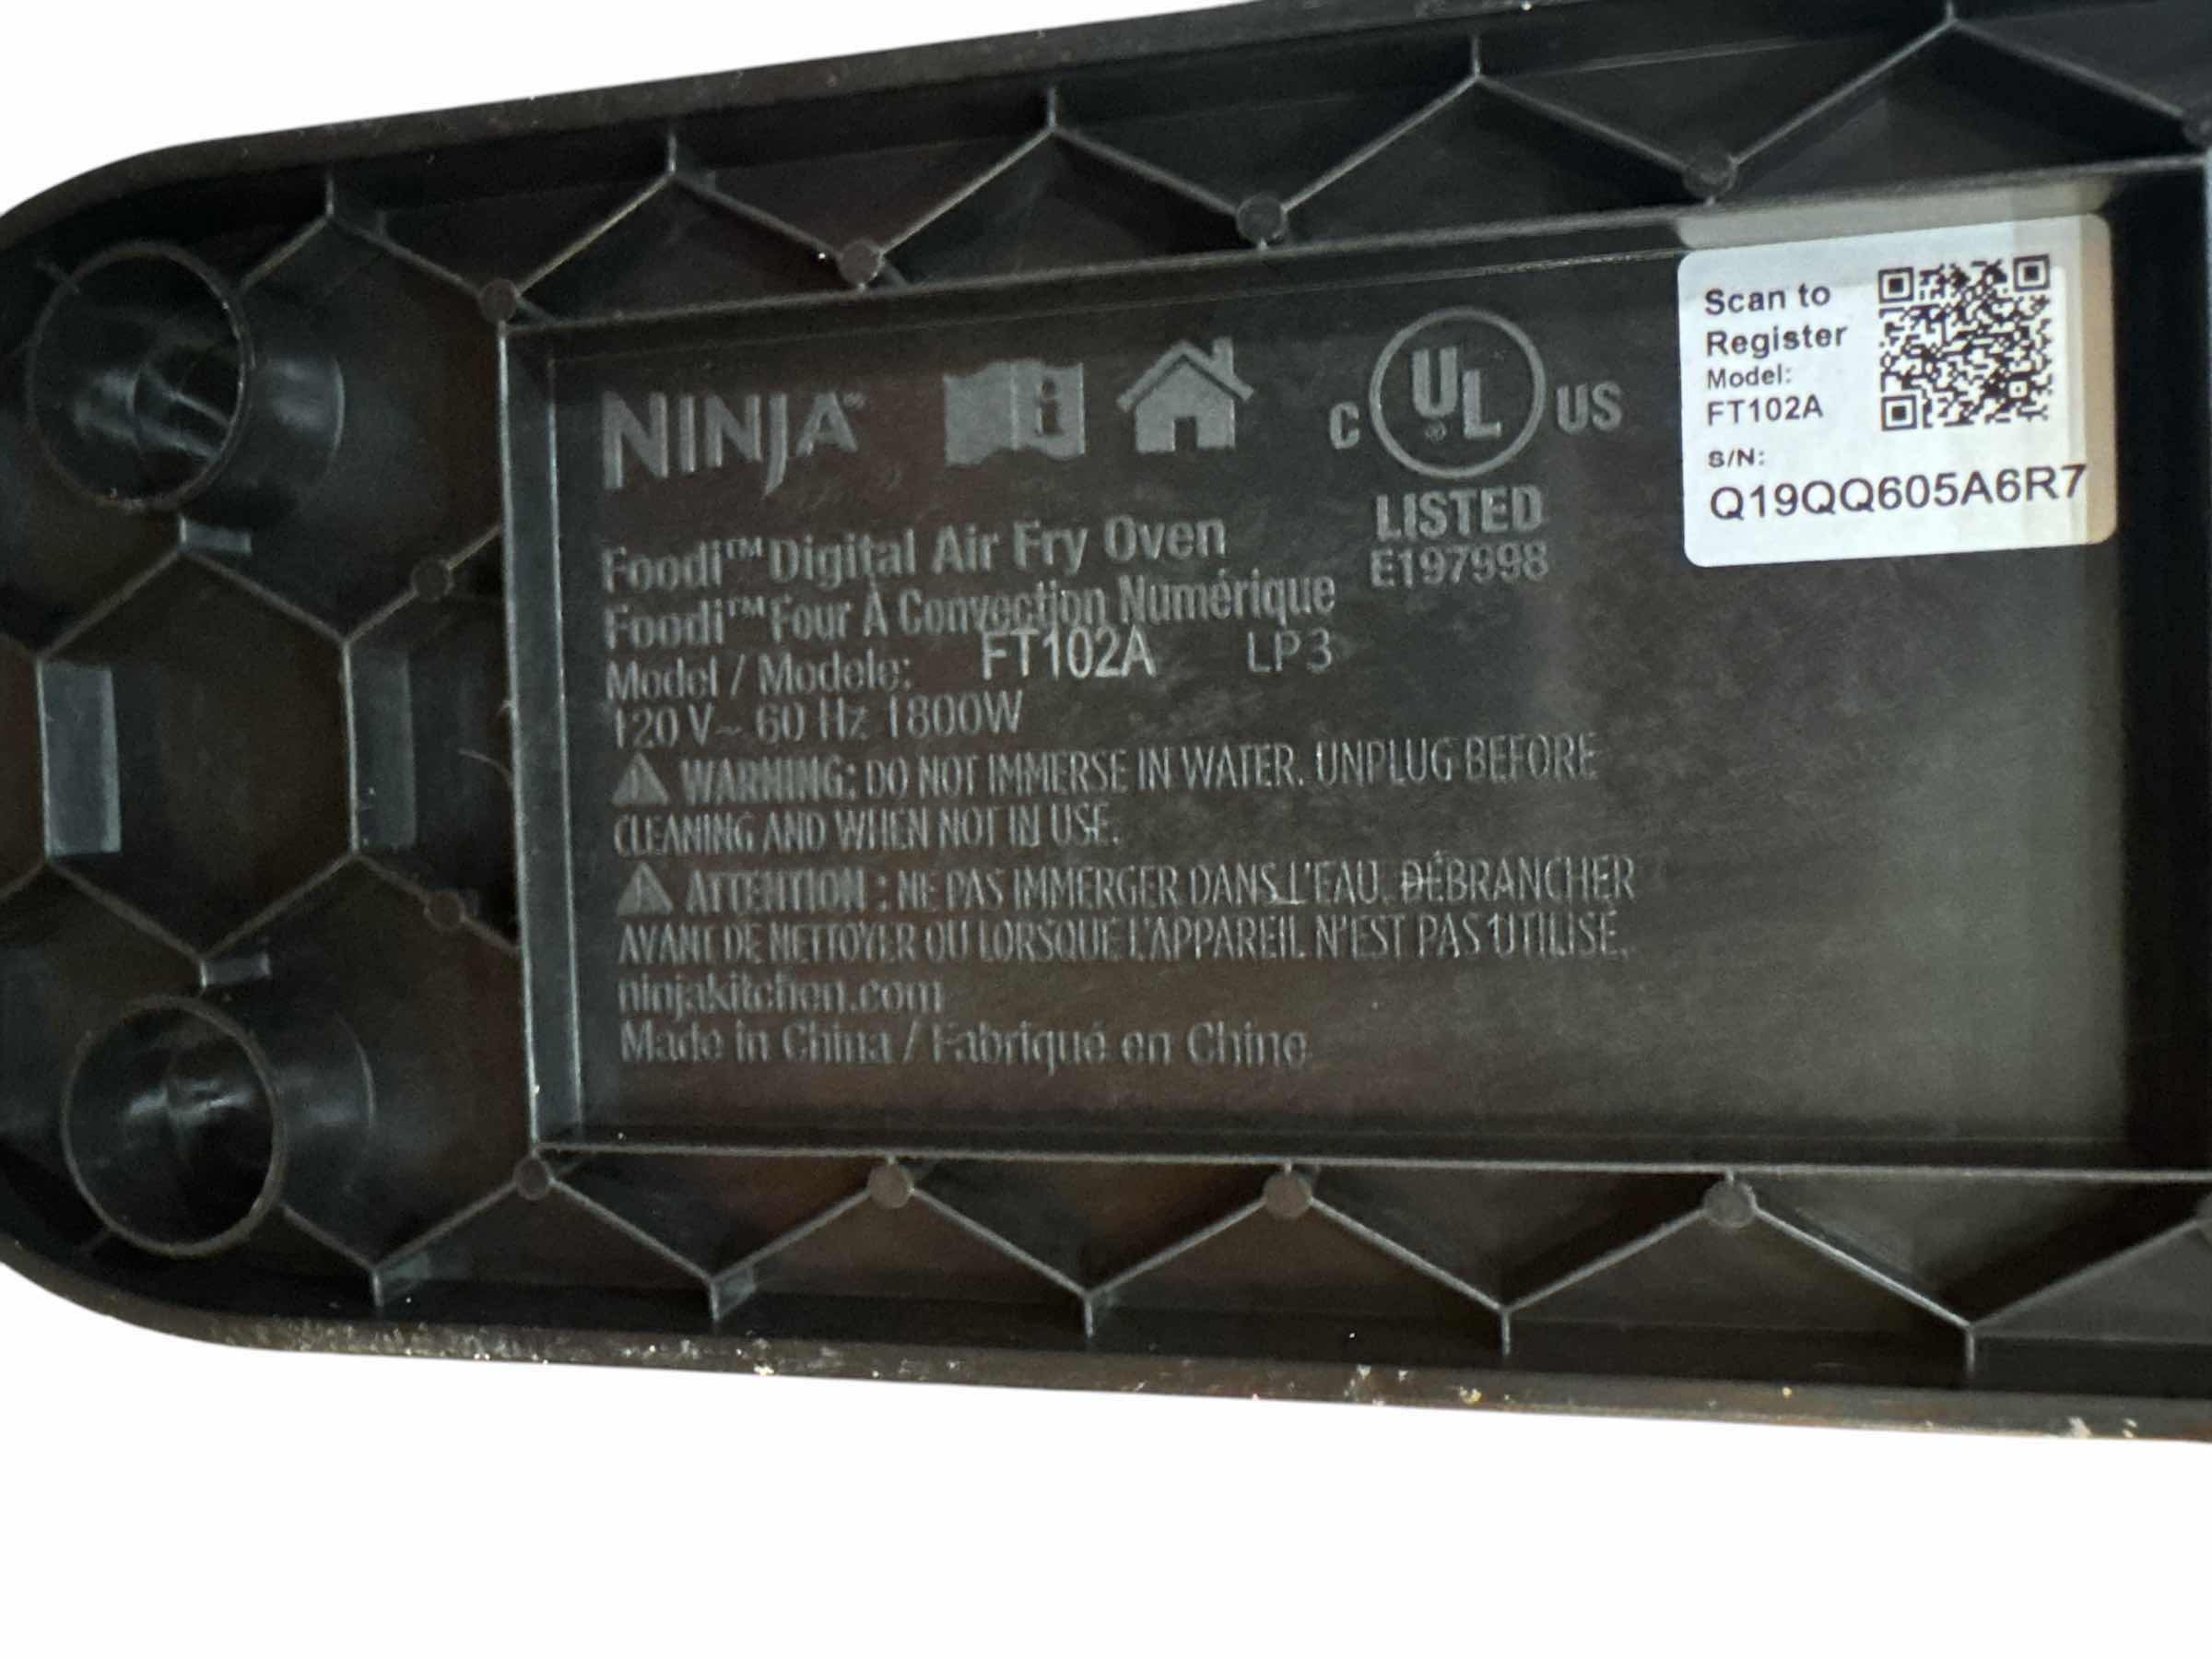 NINJA™
C UL ® US
LISTED
E197998
Foodi™ Digital Air Fry Oven
Foodi™ Four À Convection Numérique
Model / Modele: FT102A LP3
120 V~ 60 Hz 1800W
WARNING: DO NOT IMMERSE IN WATER. UNPLUG BEFORE
CLEANING AND WHEN NOT IN USE.
ATTENTION : NE PAS IMMERGER DANS L'EAU. DÉBRANCHER
AVANT DE NETTOYER OU LORSQUE L'APPAREIL N'EST PAS UTILISÉ.
ninjakitchen.com
Made in China / Fabriqué en Chine
Scan to
Register
Model:
FT102A
S/N:
Q19QQ605A6R7